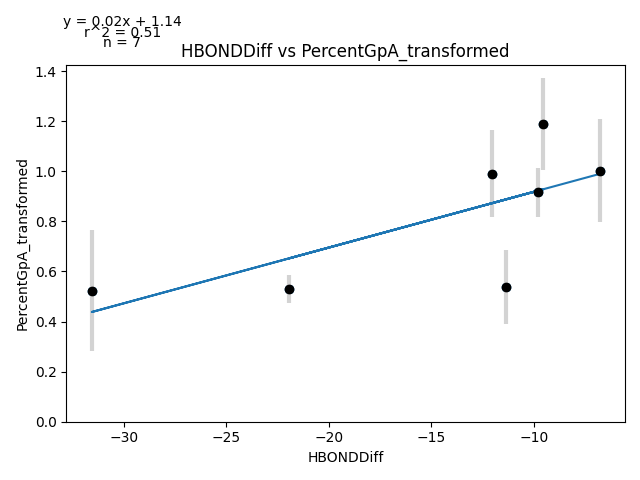 y = 0.02x + 1.14
r^2 = 0.51
n = 7
HBONDDiff vs PercentGpA_transformed
1.4
1.2
1.0
0.8
0.6
0.4
0.2
0.0
PercentGpA_transformed
−30
−25
−20
−15
−10
HBONDDiff